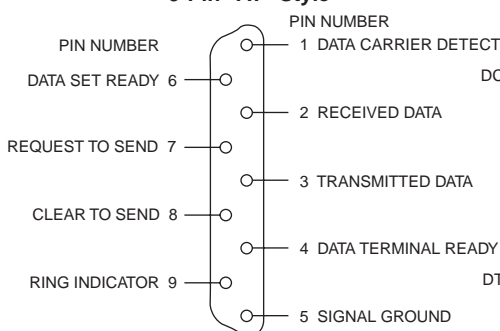 9-Pin "AT" Style
PIN NUMBER
PIN NUMBER
1 DATA CARRIER DETECT
DATA SET READY 6
2 RECEIVED DATA
REQUEST TO SEND 7
3 TRANSMITTED DATA
CLEAR TO SEND 8
4 DATA TERMINAL READY
RING INDICATOR 9
5 SIGNAL GROUND